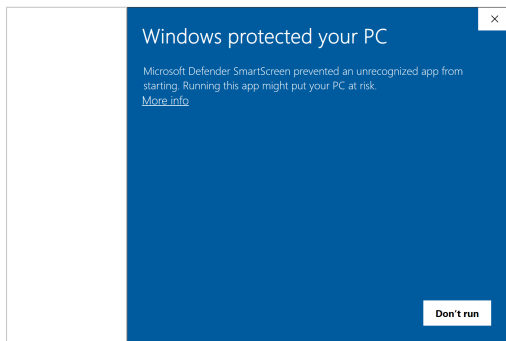 Windows protected your PC
Microsoft Defender SmartScreen prevented an unrecognized app from
starting. Running this app might put your PC at risk.
More info
Don't run